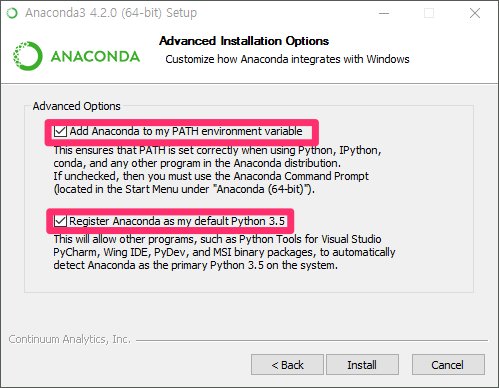 Anaconda3 4.2.0 (64-bit) Setup
ANACONDA
Advanced Installation Options
Customize how Anaconda integrates with Windows
Advanced Options
Add Anaconda to my PATH environment variable
This ensures that PATH is set correctly when using Python, IPython,
conda, and any other program in the Anaconda distribution.
If unchecked, then you must use the Anaconda Command Prompt
(located in the Start Menu under "Anaconda (64-bit)").
Register Anaconda as my default Python 3.5
This will allow other programs, such as Python Tools for Visual Studio
PyCharm, Wing IDE, PyDev, and MSI binary packages, to automatically
detect Anaconda as the primary Python 3.5 on the system.
Continuum Analytics, Inc.
< Back
Install
Cancel